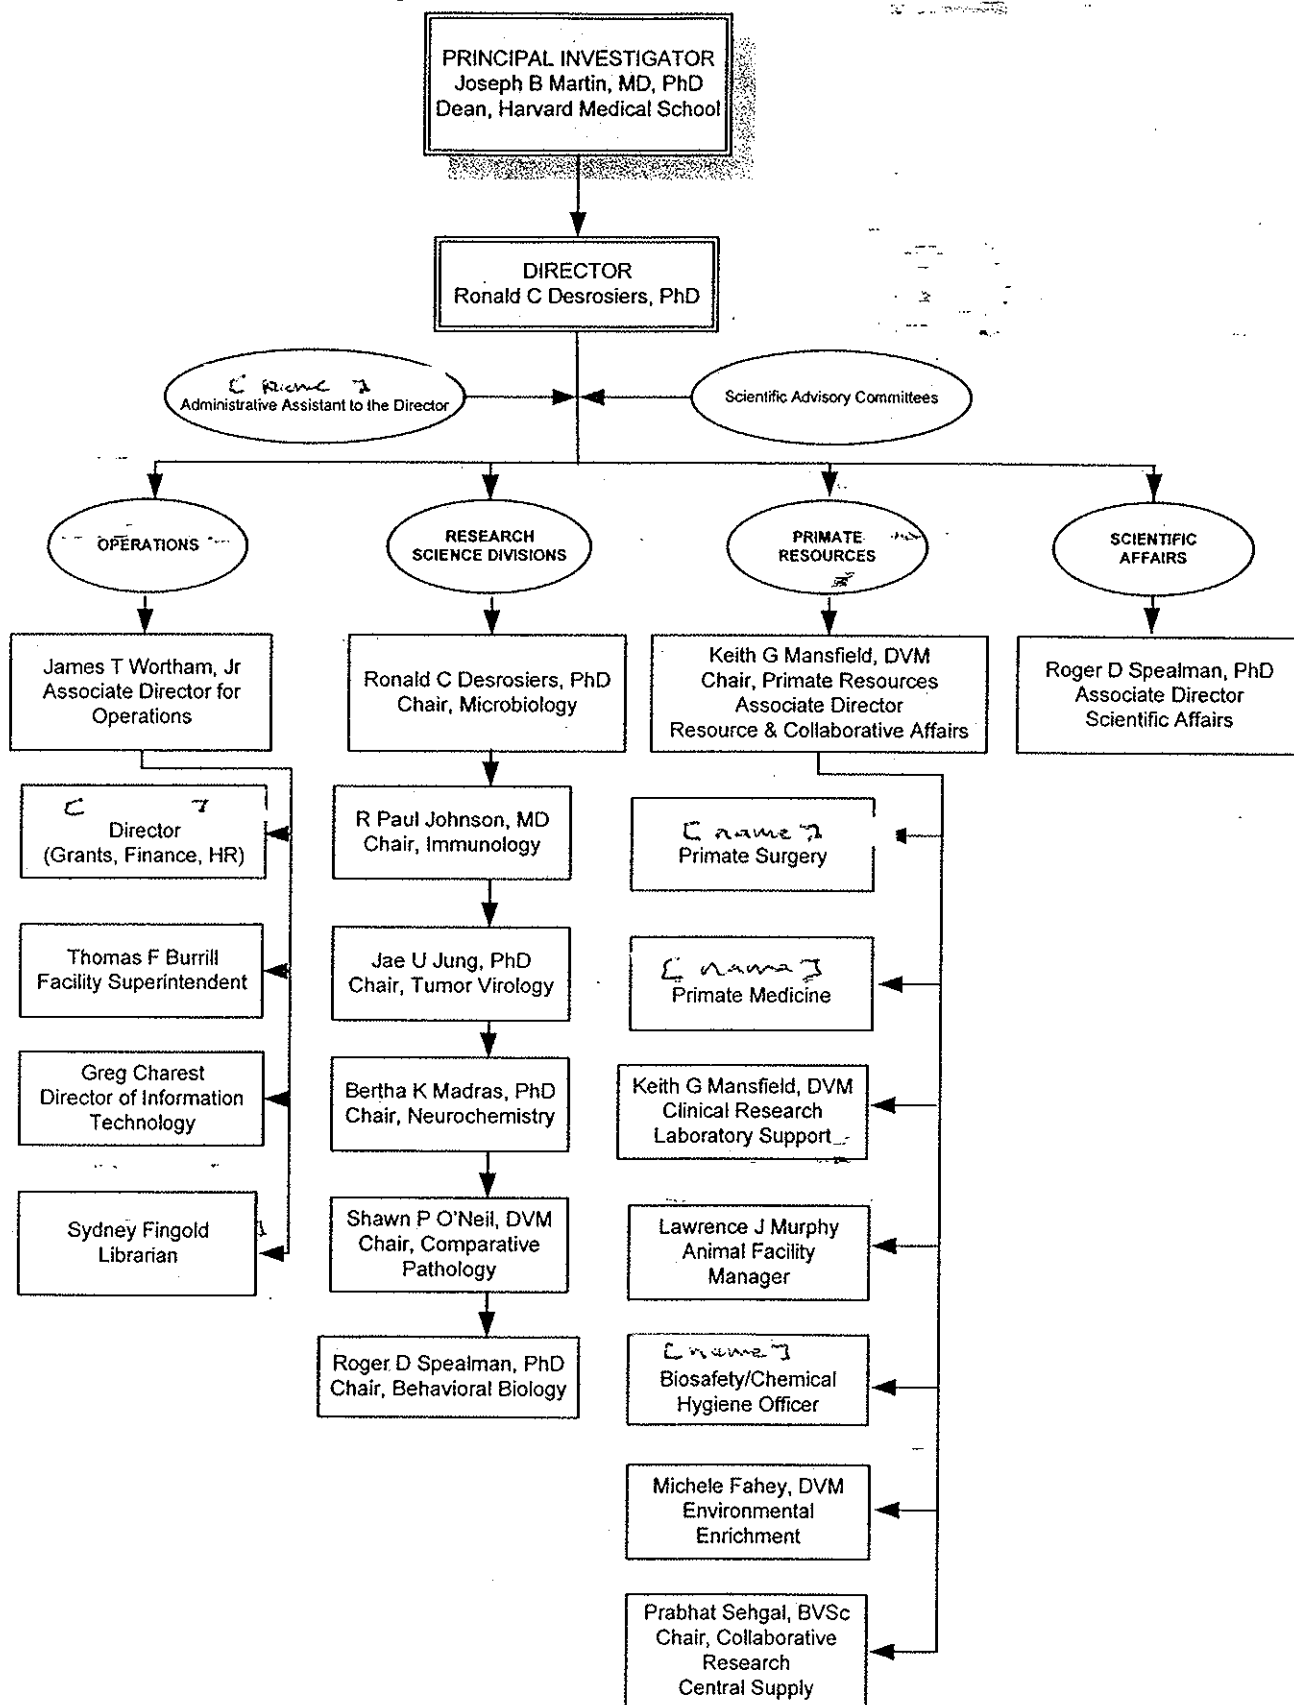 PRINCIPAL INVESTIGATOR
Joseph B Martin, MD, PhD
Dean, Harvard Medical School
DIRECTOR
Ronald C Desrosiers, PhD
Administrative Assistant to the Director
Scientific Advisory Committees
OPERATIONS
RESEARCH
SCIENCE DIVISIONS
PRIMATE
RESOURCES
SCIENTIFIC
AFFAIRS
James T Wortham, Jr
Associate Director for
Operations
[ ]
Director
(Grants, Finance, HR)
Thomas F Burrill
Facility Superintendent
Greg Charest
Director of Information
Technology
Sydney Fingold
Librarian
Ronald C Desrosiers, PhD
Chair, Microbiology
R Paul Johnson, MD
Chair, Immunology
Jae U Jung, PhD
Chair, Tumor Virology
Bertha K Madras, PhD
Chair, Neurochemistry
Shawn P O'Neil, DVM
Chair, Comparative
Pathology
Roger D Spealman, PhD
Chair, Behavioral Biology
Keith G Mansfield, DVM
Chair, Primate Resources
Associate Director
Resource & Collaborative Affairs
[name]
Primate Surgery
[name]
Primate Medicine
Keith G Mansfield, DVM
Clinical Research
Laboratory Support
Lawrence J Murphy
Animal Facility
Manager
[name]
Biosafety/Chemical
Hygiene Officer
Michele Fahey, DVM
Environmental
Enrichment
Prabhat Sehgal, BVSc
Chair, Collaborative
Research
Central Supply
Roger D Spealman, PhD
Associate Director
Scientific Affairs